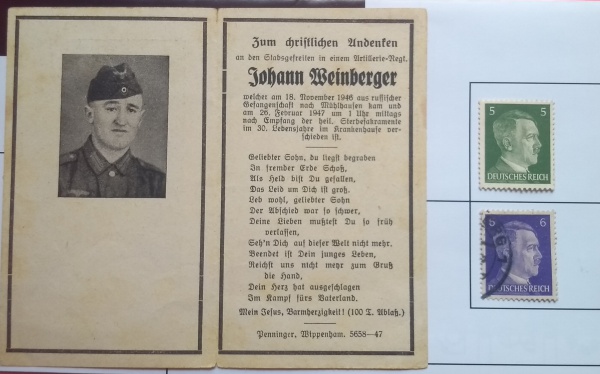 Zum christlichen Andenken
an den Stabsgefreiten in einem Artillerie-Regt.
Johann Weinberger
welcher am 18. November 1946 aus russischer
Gefangenschaft nach Mühlhausen kam und
am 26. Februar 1947 um 1 Uhr mittags
nach Empfang der heil. Sterbesakramente
im 30. Lebensjahre im Krankenhause ver-
schieden ist.
Geliebter Sohn, da liegst begraben
In fremder Erde Schoß,
Als Held bist Du gefallen,
Das Leid um Dich ist groß.
Leb wohl, geliebter Sohn
Der Abschied war so schwer,
Deine Lieben mußtest Du so früh
verlassen,
Seh'n Dich auf dieser Welt nicht mehr.
Beendet ist Dein junges Leben,
Reichst uns nicht mehr zum Gruß
die Hand,
Dein Herz hat ausgeschlagen
Im Kampf fürs Vaterland.
Mein Jesus, Barmherzigkeit! (100 T. Ablaß.)
Penninger, Wippenham. 5658—47
5 5
DEUTSCHES REICH
6 6
DEUTSCHES REICH